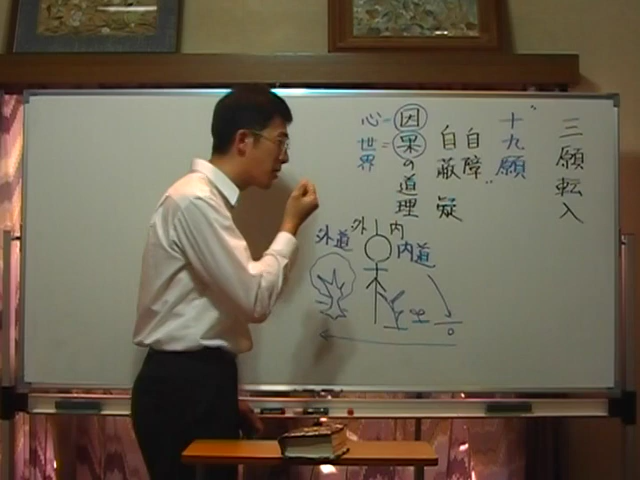 三願転入
十九願
自障
自蔽 疑
因果の道理
心=
世界=
外 内
外道
内道